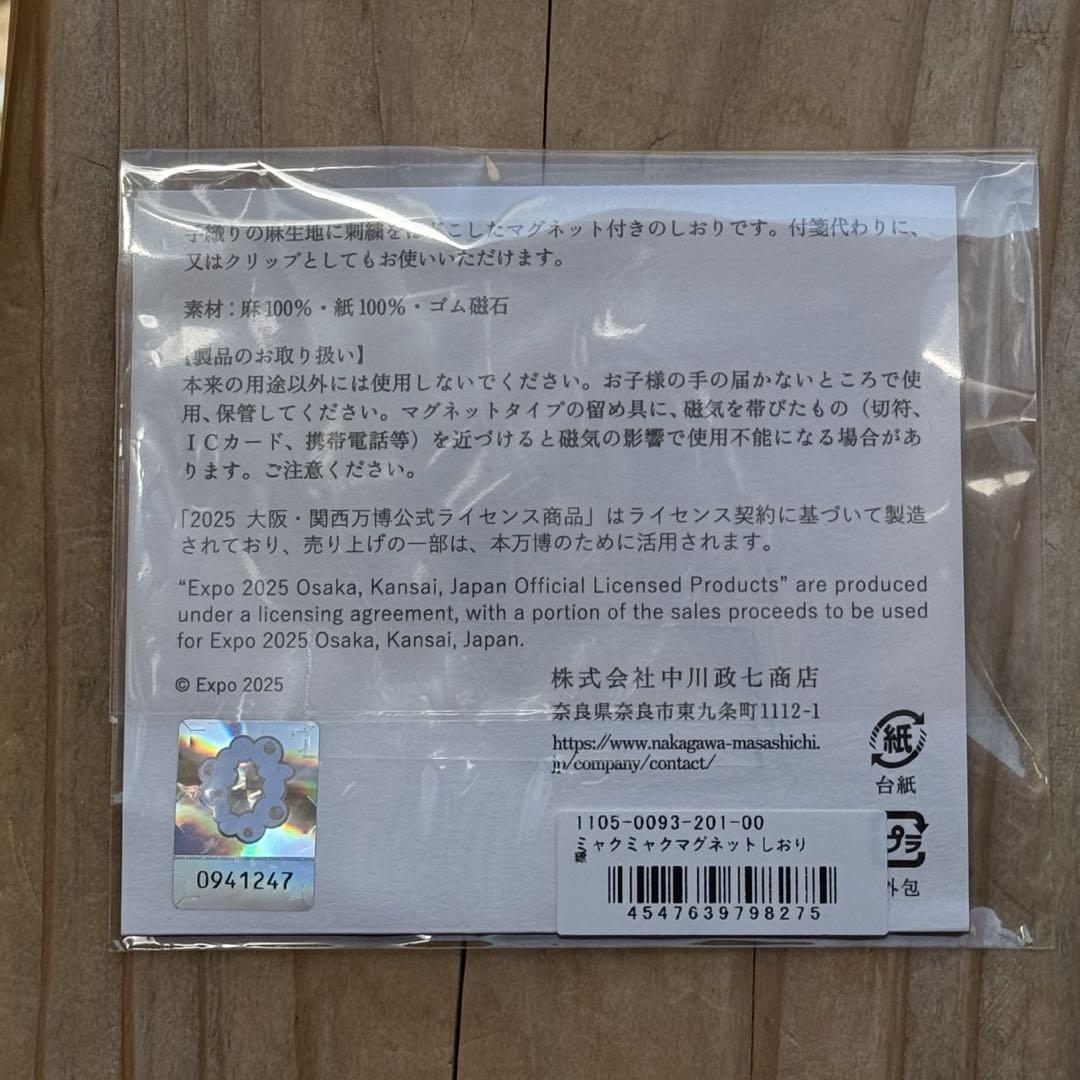 手織りの麻生地に刺繍をほどこしたマグネット付きのしおりです。付箋代わりに、
又はクリップとしてもお使いいただけます。
素材：麻100%・紙100%・ゴム磁石
【製品のお取り扱い】
本来の用途以外には使用しないでください。お子様の手の届かないところで使
用、保管してください。マグネットタイプの留め具に、磁気を帯びたもの（切符、
ICカード、携帯電話等）を近づけると磁気の影響で使用不能になる場合があ
ります。ご注意ください。
「2025 大阪・関西万博公式ライセンス商品」はライセンス契約に基づいて製造
されており、売り上げの一部は、本万博のために活用されます。
“Expo 2025 Osaka, Kansai, Japan Official Licensed Products” are produced
under a licensing agreement, with a portion of the sales proceeds to be used
for Expo 2025 Osaka, Kansai, Japan.
© Expo 2025
株式会社中川政七商店
奈良県奈良市東九条町1112-1
https://www.nakagawa-masashichi.
jp/company/contact/
紙
台紙
プラ
外包
0941247
1105-0093-201-00
ミャクミャクマグネットしおり
4547639798275